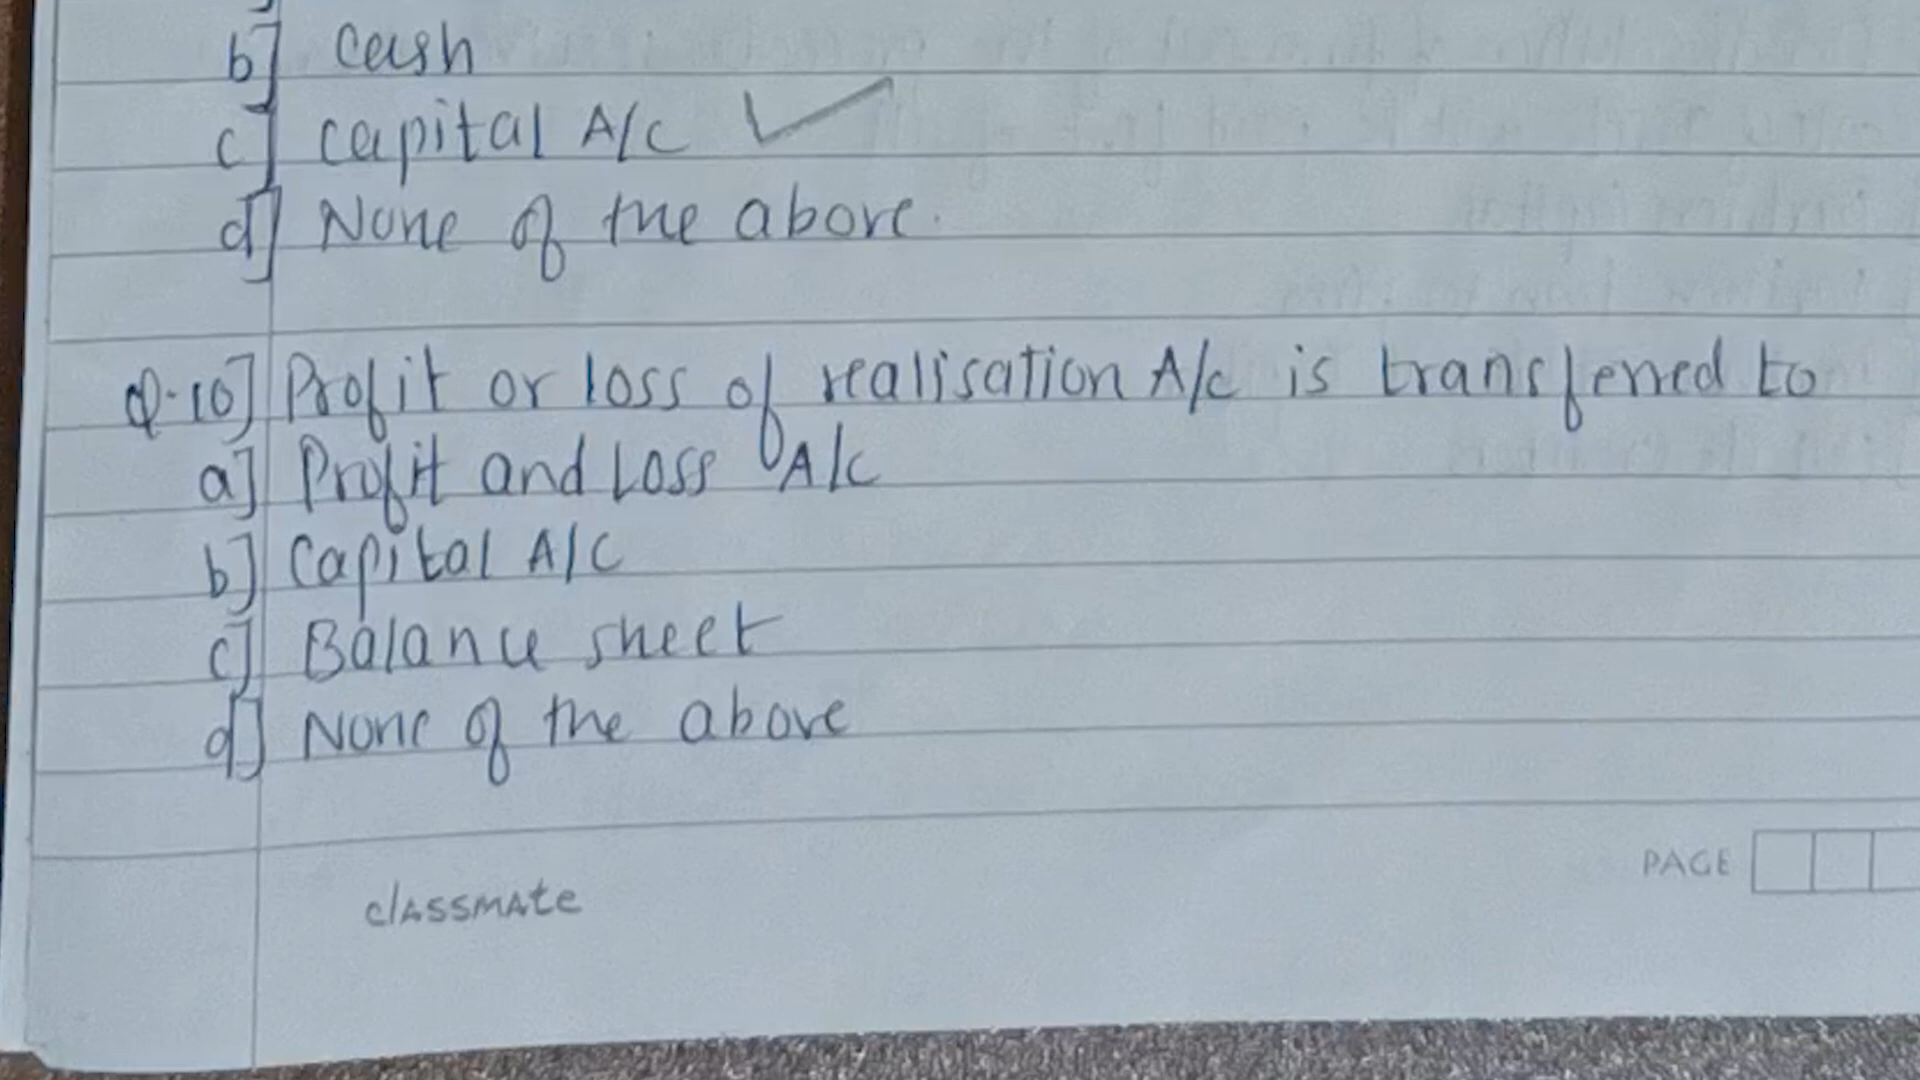 b] cash
c] capital A/c ✓
d] None of the above.
Q.10] Profit or loss of realisation A/c is transferred to
a] Profit and Loss A/c
b] Capital A/c
c] Balance sheet
d] None of the above
PAGE
classmate